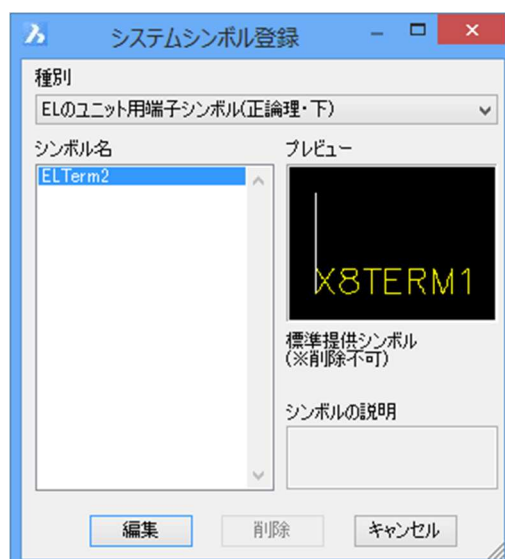 システムシンボル登録
種別
ELのユニット用端子シンボル(正論理・下)
シンボル名
プレビュー
ELTerm2
X8TERM1
標準提供シンボル
(※削除不可)
シンボルの説明
編集
削除
キャンセル